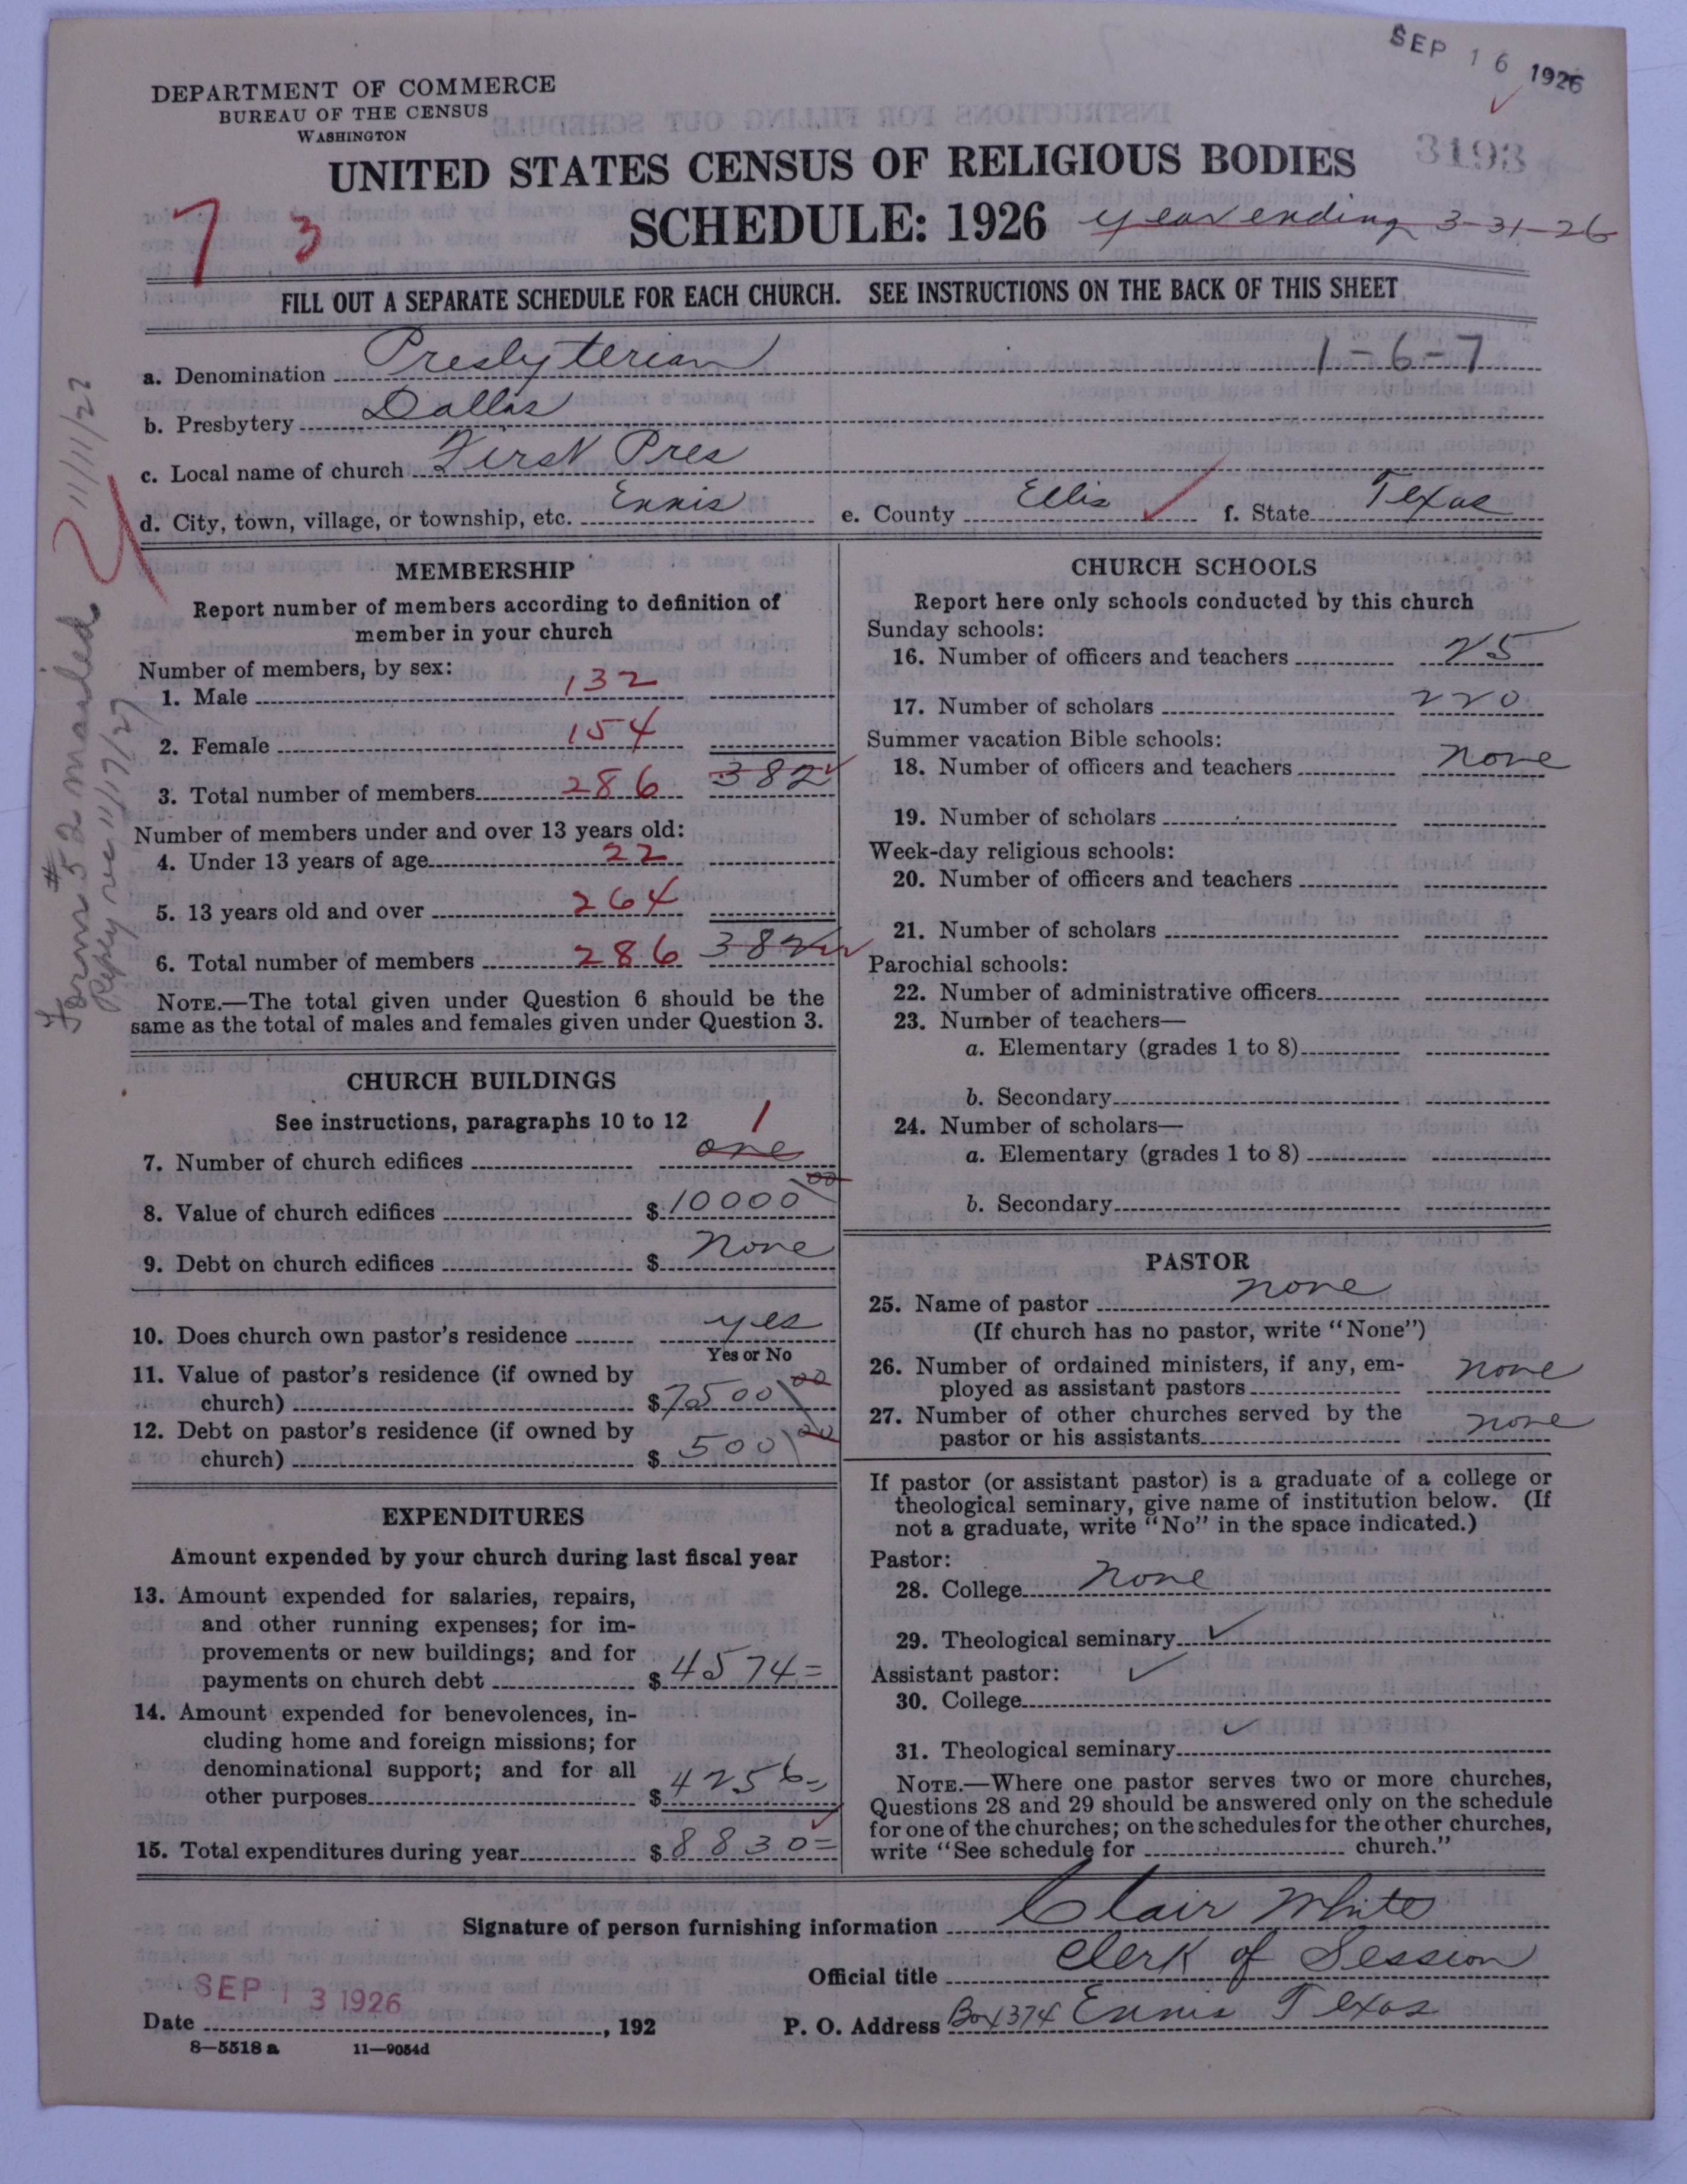 SEP 16 1926
DEPARTMENT OF COMMERCE
BUREAU OF THE CENSUS
WASHINGTON
3193
UNITED STATES CENSUS OF RELIGIOUS BODIES
7 3
SCHEDULE: 1926 year ending 3-31-26
FILL OUT A SEPARATE SCHEDULE FOR EACH CHURCH. SEE INSTRUCTIONS ON THE BACK OF THIS SHEET
a. Denomination Presbyterian 1-6-7
b. Presbytery Dallas
c. Local name of church First Pres
d. City, town, village, or township, etc. Ennis e. County Ellis f. State Texas
Form #52 mailed 11/11/27
Reply rec 11/17/27
MEMBERSHIP
Report number of members according to definition of
member in your church
Number of members, by sex:
1. Male 132
2. Female 154
3. Total number of members 286 382
Number of members under and over 13 years old:
4. Under 13 years of age 22
5. 13 years old and over 264
6. Total number of members 286 382
NOTE.—The total given under Question 6 should be the
same as the total of males and females given under Question 3.
CHURCH BUILDINGS
See instructions, paragraphs 10 to 12 1
7. Number of church edifices one
8. Value of church edifices $ 10000 00
9. Debt on church edifices $ None
10. Does church own pastor's residence yes
Yes or No
11. Value of pastor's residence (if owned by
church) $ 7500 00
12. Debt on pastor's residence (if owned by
church) $ 500 00
EXPENDITURES
Amount expended by your church during last fiscal year
13. Amount expended for salaries, repairs,
and other running expenses; for im-
provements or new buildings; and for
payments on church debt $ 4574=
14. Amount expended for benevolences, in-
cluding home and foreign missions; for
denominational support; and for all
other purposes $ 4256=
15. Total expenditures during year $ 8830=
CHURCH SCHOOLS
Report here only schools conducted by this church
Sunday schools:
16. Number of officers and teachers 25
17. Number of scholars 220
Summer vacation Bible schools:
18. Number of officers and teachers None
19. Number of scholars
Week-day religious schools:
20. Number of officers and teachers
21. Number of scholars
Parochial schools:
22. Number of administrative officers
23. Number of teachers—
a. Elementary (grades 1 to 8)
b. Secondary
24. Number of scholars—
a. Elementary (grades 1 to 8)
b. Secondary
PASTOR
25. Name of pastor none
(If church has no pastor, write "None")
26. Number of ordained ministers, if any, em-
ployed as assistant pastors none
27. Number of other churches served by the
pastor or his assistants none
If pastor (or assistant pastor) is a graduate of a college or
theological seminary, give name of institution below. (If
not a graduate, write "No" in the space indicated.)
Pastor:
28. College none
29. Theological seminary ✓
Assistant pastor: ✓
30. College
31. Theological seminary ✓
NOTE.—Where one pastor serves two or more churches,
Questions 28 and 29 should be answered only on the schedule
for one of the churches; on the schedules for the other churches,
write "See schedule for church."
Signature of person furnishing information Clair White
Official title Clerk of Session
SEP 13 1926
Date , 192 P. O. Address Box 374 Ennis Texas
8—5518 a 11—9054d